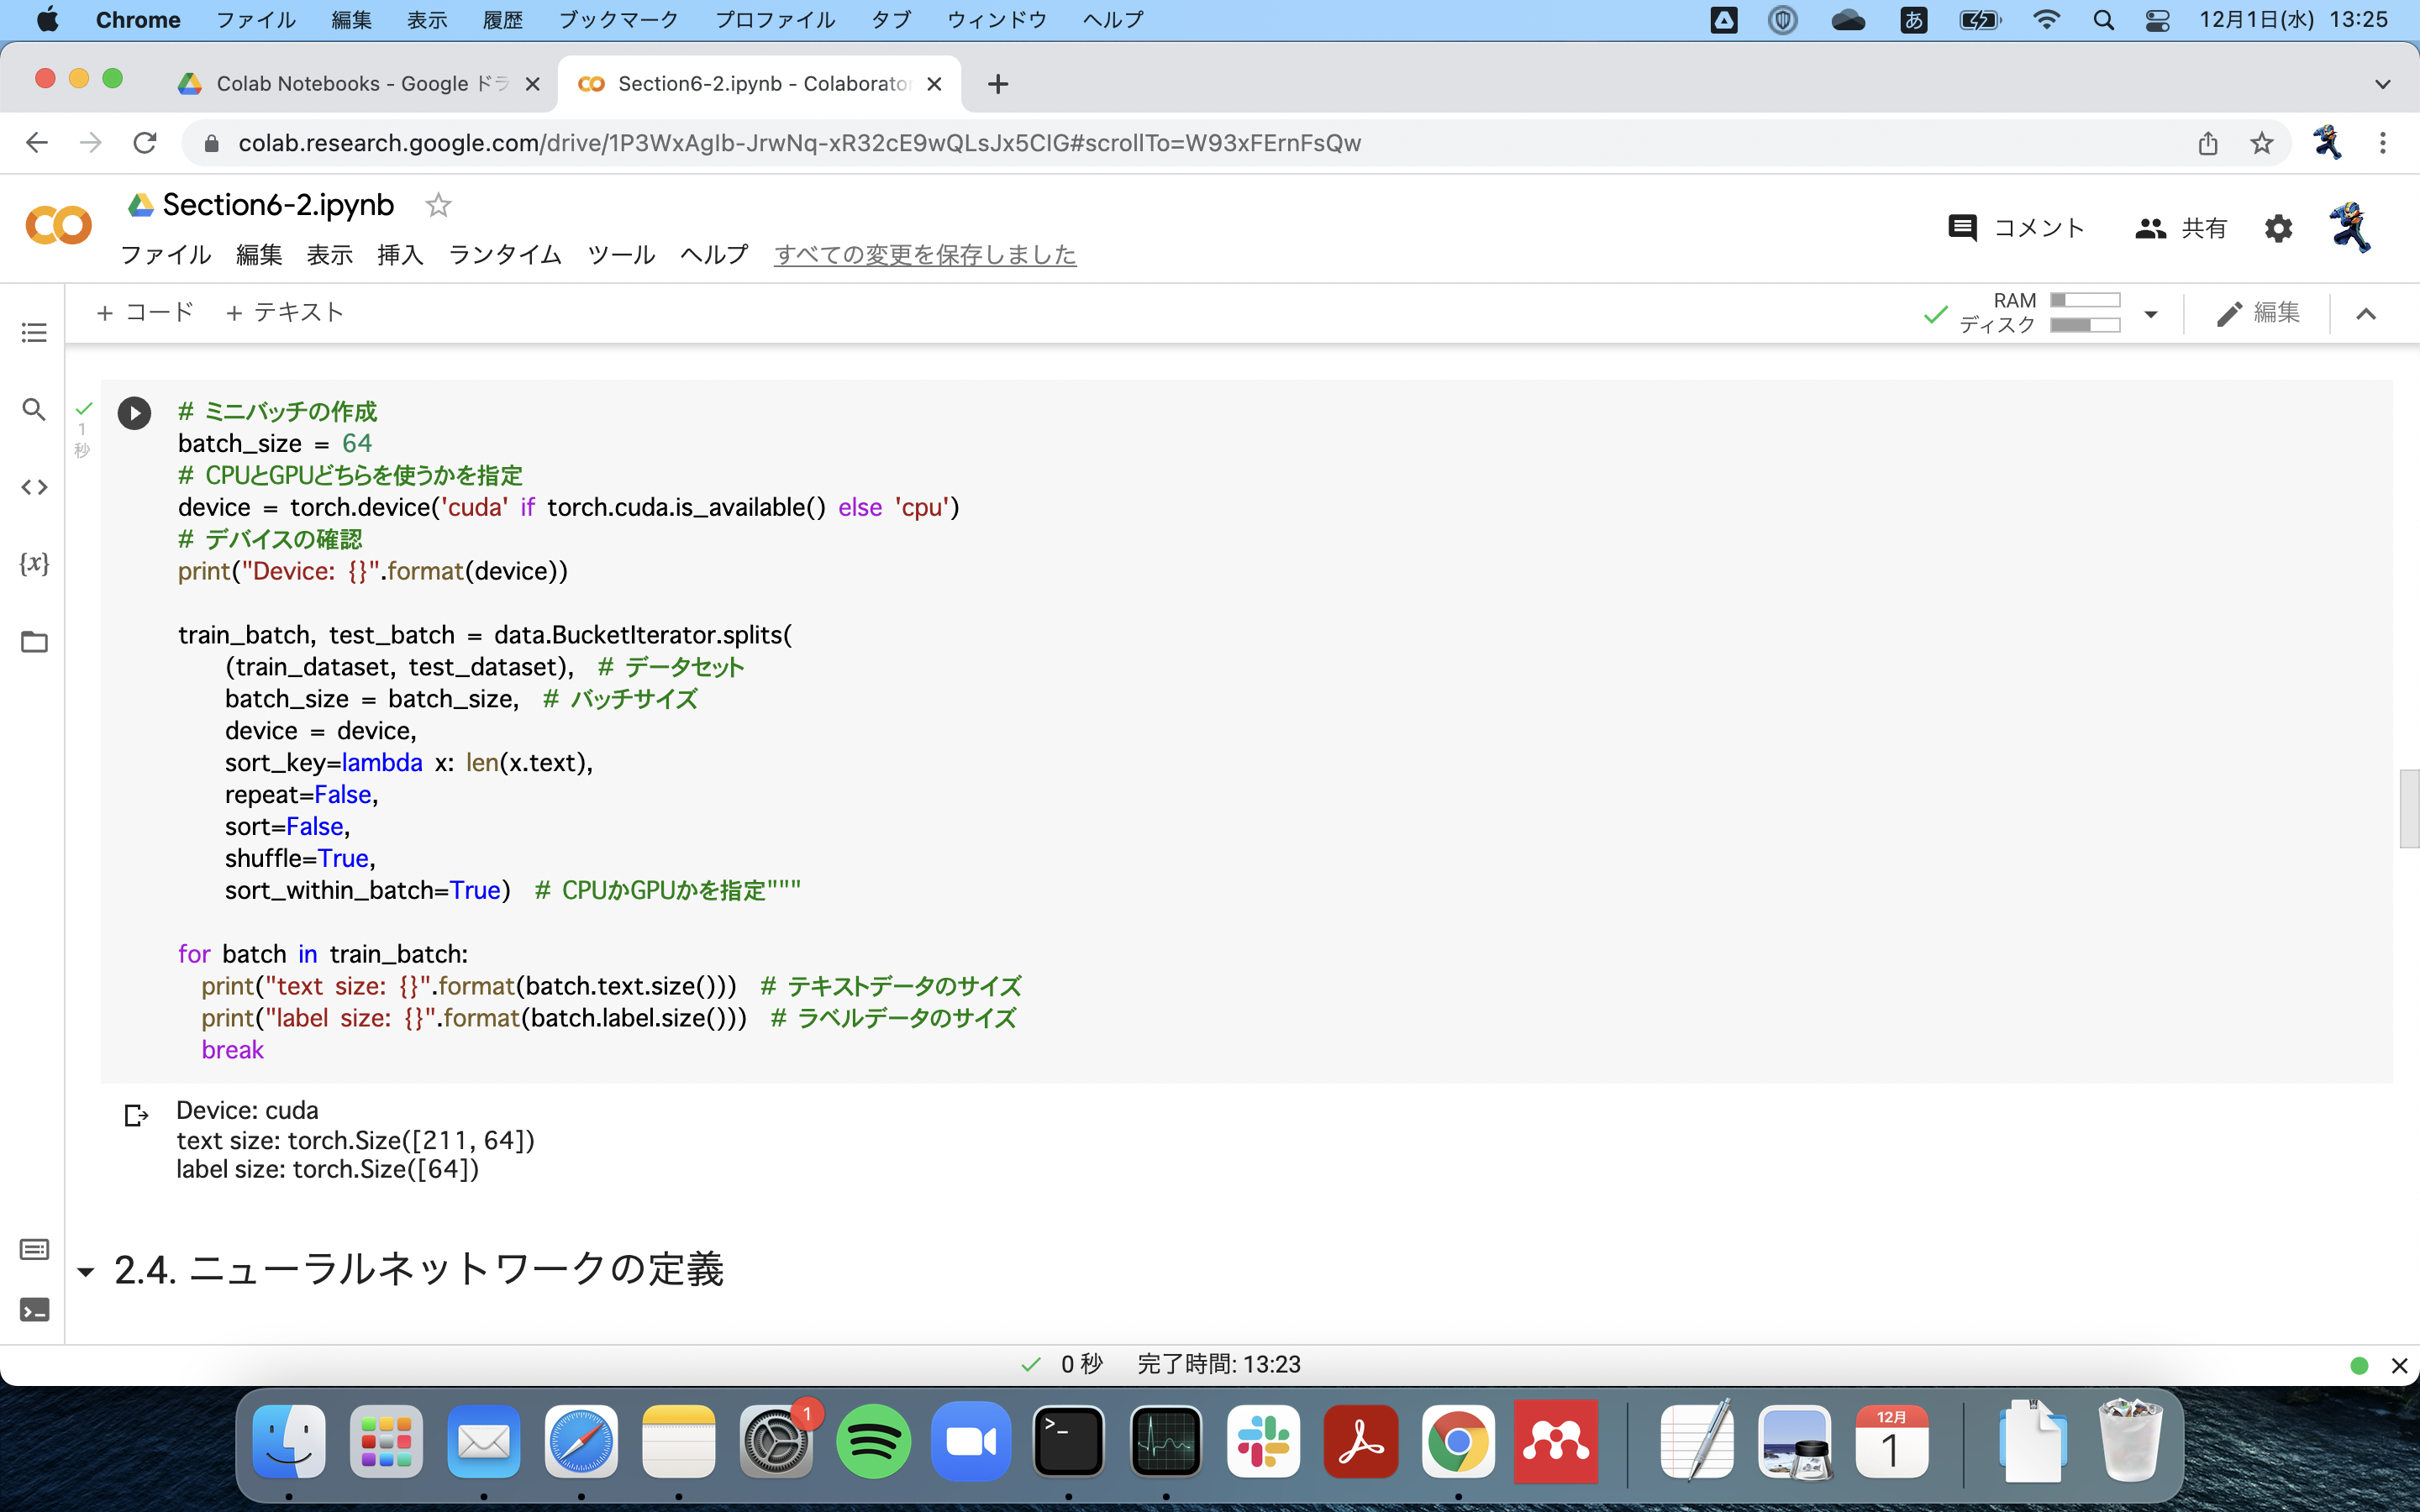 Chrome ファイル 編集 表示 履歴 ブックマーク プロファイル タブ ウィンドウ ヘルプ あ 12月1日(水) 13:25
Colab Notebooks - Google ドラ
Section6-2.ipynb - Colaborator
colab.research.google.com/drive/1P3WxAgIb-JrwNq-xR32cE9wQLsJx5CIG#scrollTo=W93xFErnFsQw
Section6-2.ipynb
コメント 共有
ファイル 編集 表示 挿入 ランタイム ツール ヘルプ すべての変更を保存しました
+ コード + テキスト
RAM
ディスク
編集
1
秒
{x}
# ミニバッチの作成
batch_size = 64
# CPUとGPUどちらを使うかを指定
device = torch.device('cuda' if torch.cuda.is_available() else 'cpu')
# デバイスの確認
print("Device: {}".format(device))
train_batch, test_batch = data.BucketIterator.splits(
(train_dataset, test_dataset), # データセット
batch_size = batch_size, # バッチサイズ
device = device,
sort_key=lambda x: len(x.text),
repeat=False,
sort=False,
shuffle=True,
sort_within_batch=True) # CPUかGPUかを指定"""
for batch in train_batch:
print("text size: {}".format(batch.text.size())) # テキストデータのサイズ
print("label size: {}".format(batch.label.size())) # ラベルデータのサイズ
break
Device: cuda
text size: torch.Size([211, 64])
label size: torch.Size([64])
2.4. ニューラルネットワークの定義
0 秒 完了時間: 13:23
1
12月
1